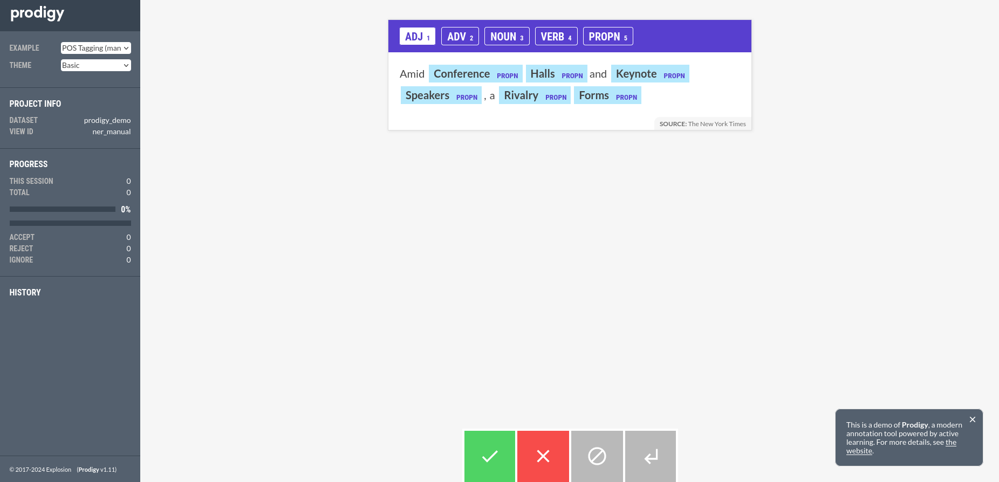 prodigy
EXAMPLE POS Tagging (man
THEME Basic
PROJECT INFO
DATASET prodigy_demo
VIEW ID ner_manual
PROGRESS
THIS SESSION 0
TOTAL 0
0%
ACCEPT 0
REJECT 0
IGNORE 0
HISTORY
© 2017-2024 Explosion (Prodigy v1.11)
ADJ 1 ADV 2 NOUN 3 VERB 4 PROPN 5
Amid Conference PROPN Halls PROPN and Keynote PROPN
Speakers PROPN , a Rivalry PROPN Forms PROPN
SOURCE: The New York Times
This is a demo of Prodigy, a modern
annotation tool powered by active
learning. For more details, see the
website.